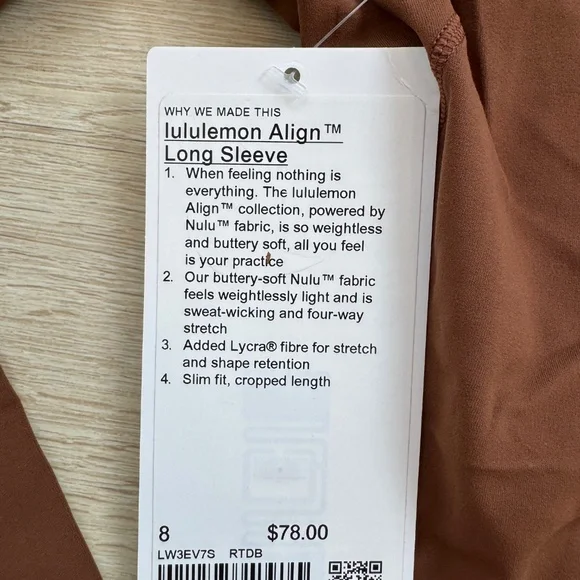 WHY WE MADE THIS
lululemon Align™
Long Sleeve
1. When feeling nothing is
everything. The lululemon
Align™ collection, powered by
Nulu™ fabric, is so weightless
and buttery soft, all you feel
is your practice
2. Our buttery-soft Nulu™ fabric
feels weightlessly light and is
sweat-wicking and four-way
stretch
3. Added Lycra® fibre for stretch
and shape retention
4. Slim fit, cropped length
8 $78.00
LW3EV7S RTDB